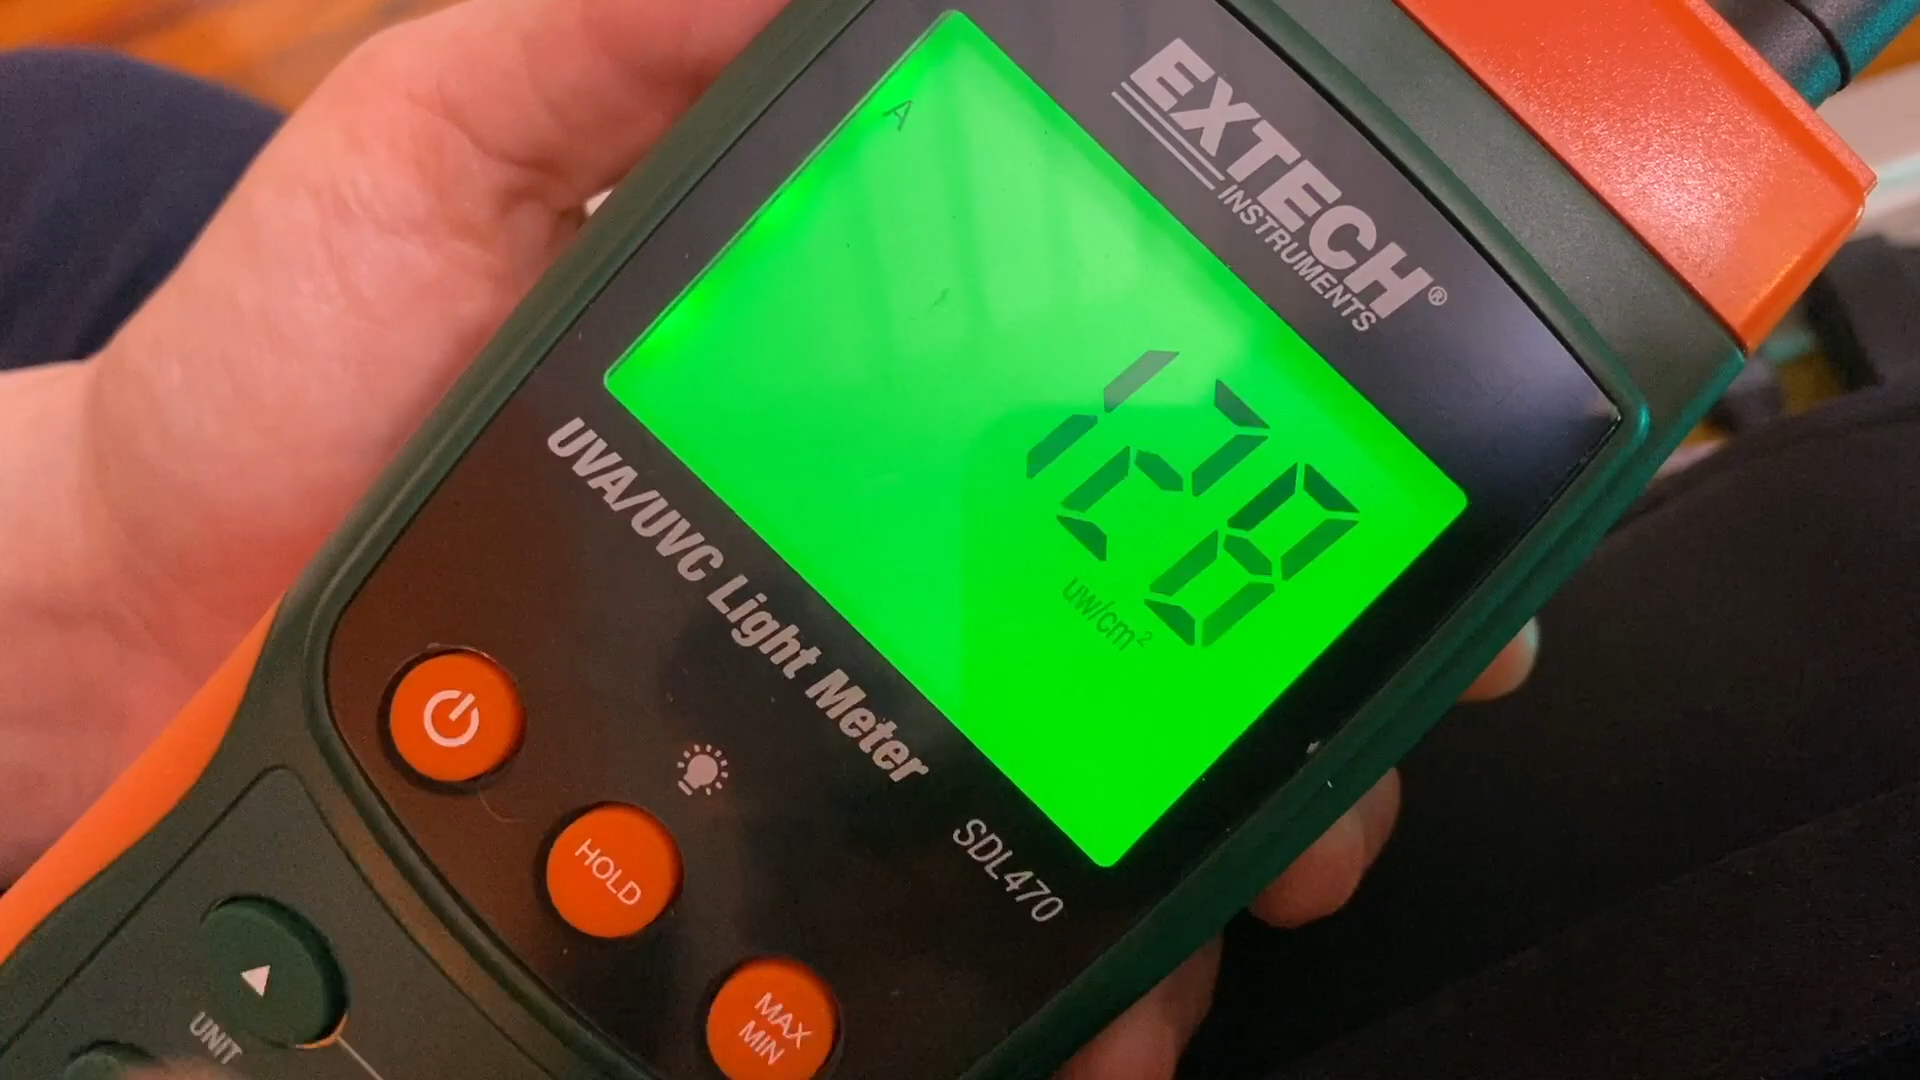 EXTECH®
INSTRUMENTS
A
128
uw/cm²
UVA/UVC Light Meter
SDL470
HOLD
MAX
MIN
UNIT